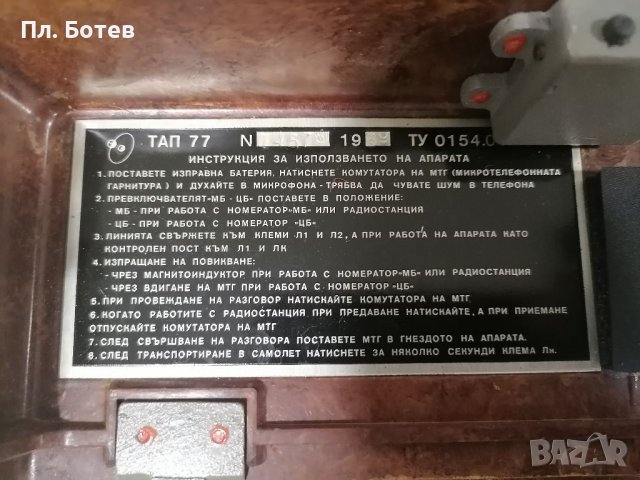 Пл. Ботев
ТАП 77 N 19 ТУ 0154.0
ИНСТРУКЦИЯ ЗА ИЗПОЛЗВАНЕТО НА АПАРАТА
1. ПОСТАВЕТЕ ИЗПРАВНА БАТЕРИЯ, НАТИСНЕТЕ КОМУТАТОРА НА МТГ (МИКРОТЕЛЕФОННАТА
ГАРНИТУРА) И ДУХАЙТЕ В МИКРОФОНА - ТРЯБВА ДА ЧУВАТЕ ШУМ В ТЕЛЕФОНА
2. ПРЕВКЛЮЧВАТЕЛЯТ „МБ - ЦБ" ПОСТАВЕТЕ В ПОЛОЖЕНИЕ:
- МБ - ПРИ РАБОТА С НОМЕРАТОР „МБ" ИЛИ РАДИОСТАНЦИЯ
- ЦБ - ПРИ РАБОТА С НОМЕРАТОР „ЦБ"
3. ЛИНИЯТА СВЪРЖЕТЕ КЪМ КЛЕМИ Л1 И Л2, А ПРИ РАБОТА НА АПАРАТА КАТО
КОНТРОЛЕН ПОСТ КЪМ Л1 И ЛК
4. ИЗПРАЩАНЕ НА ПОВИКВАНЕ:
- ЧРЕЗ МАГНИТОИНДУКТОР ПРИ РАБОТА С НОМЕРАТОР „МБ" ИЛИ РАДИОСТАНЦИЯ
- ЧРЕЗ ВДИГАНЕ НА МТГ ПРИ РАБОТА С НОМЕРАТОР „ЦБ"
5. ПРИ ПРОВЕЖДАНЕ НА РАЗГОВОР НАТИСКАЙТЕ КОМУТАТОРА НА МТГ
6. КОГАТО РАБОТИТЕ С РАДИОСТАНЦИЯ ПРИ ПРЕДАВАНЕ НАТИСКАЙТЕ, А ПРИ ПРИЕМАНЕ
ОТПУСКАЙТЕ КОМУТАТОРА НА МТГ
7. СЛЕД СВЪРШВАНЕ НА РАЗГОВОРА ПОСТАВЕТЕ МТГ В ГНЕЗДОТО НА АПАРАТА.
8. СЛЕД ТРАНСПОРТИРАНЕ В САМОЛЕТ НАТИСНЕТЕ ЗА НЯКОЛКО СЕКУНДИ КЛЕМА Лк.
BAZAR